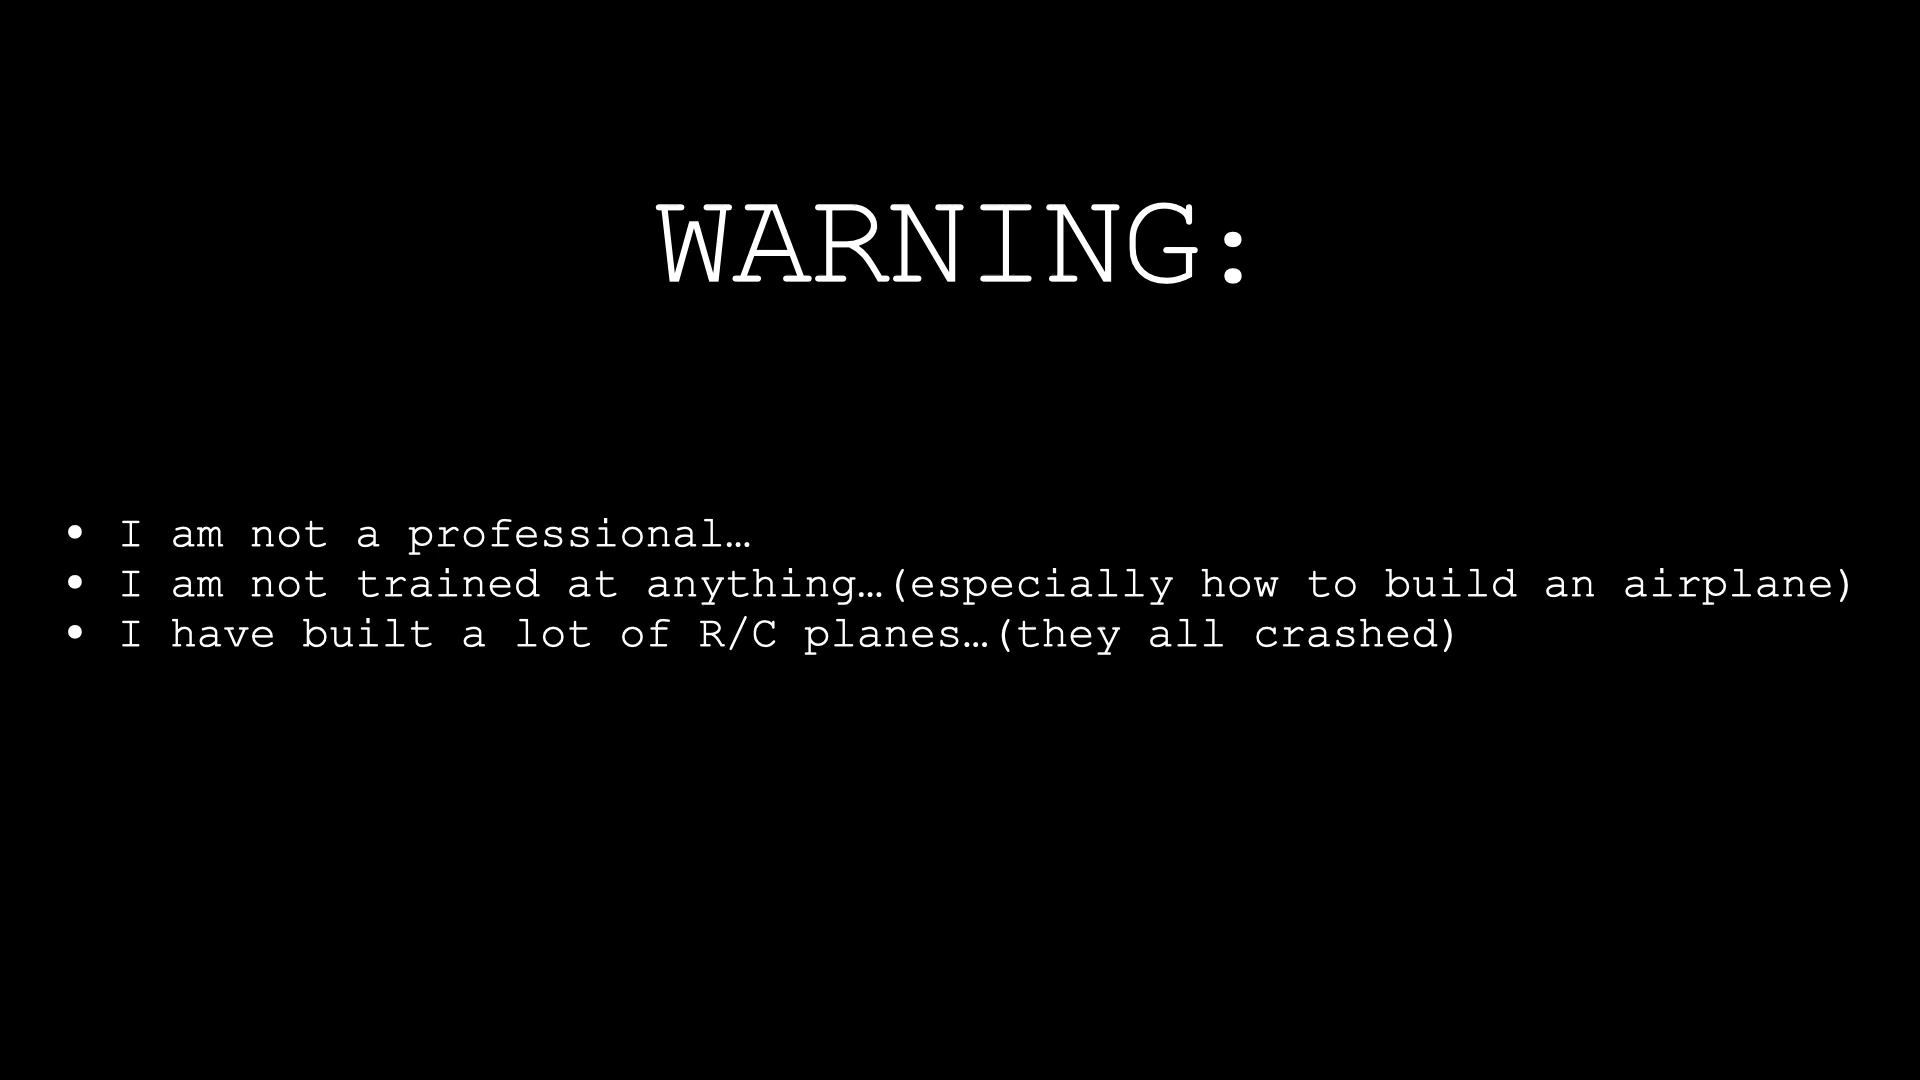 WARNING:
• I am not a professional…
• I am not trained at anything…(especially how to build an airplane)
• I have built a lot of R/C planes…(they all crashed)